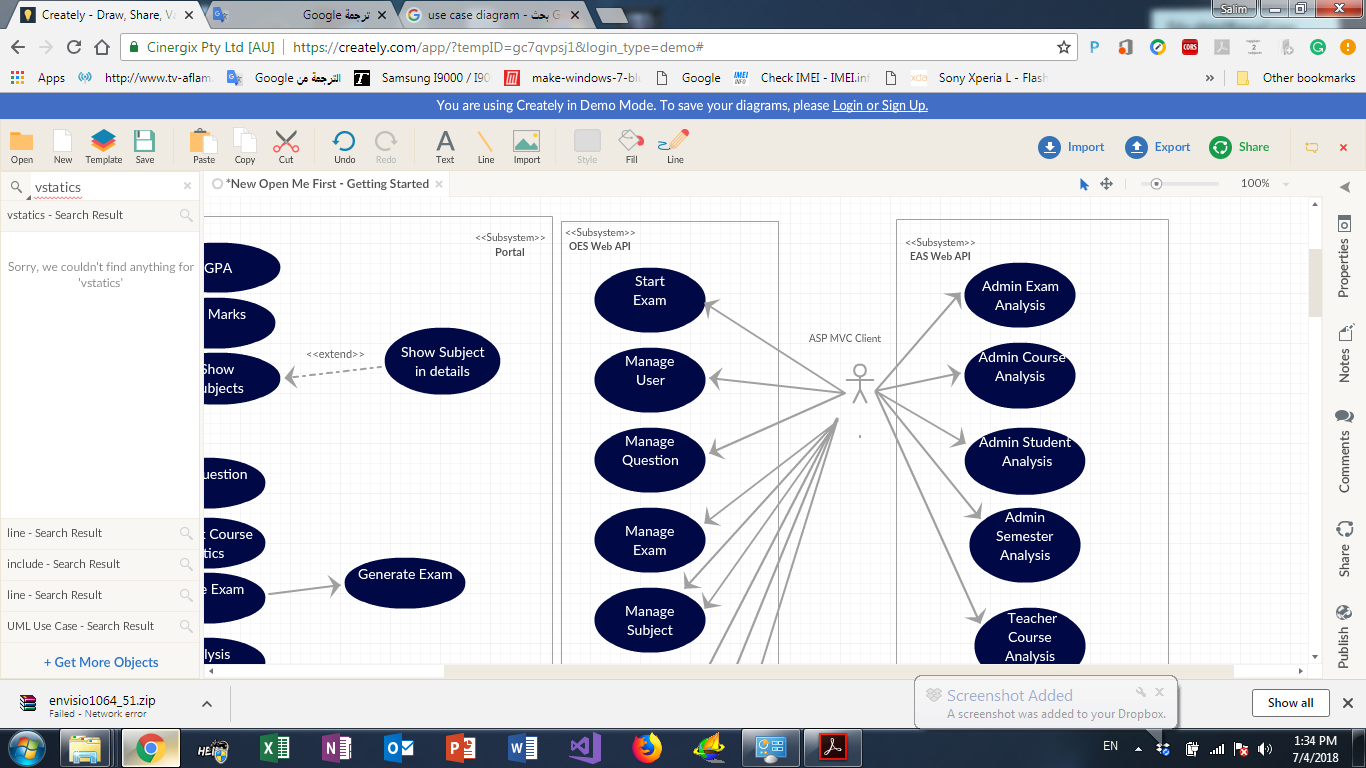 Creately - Draw, Share, Va
ترجمة Google
use case diagram - بحث G
Salim
Cinergix Pty Ltd [AU]
https://creately.com/app/?tempID=gc7qvpsj1&login_type=demo#
Apps
http://www.tv-aflam
الترجمة من Google
Samsung I9000 / I90
make-windows-7-blu
Google
Check IMEI - IMEI.inf
Sony Xperia L - Flash
»
Other bookmarks
You are using Creately in Demo Mode. To save your diagrams, please Login or Sign Up.
Open
New
Template
Save
Paste
Copy
Cut
Undo
Redo
Text
Line
Import
Style
Fill
Line
Import
Export
Share
vstatics
*New Open Me First - Getting Started
100%
vstatics - Search Result
Sorry, we couldn't find anything for
'vstatics'
line - Search Result
include - Search Result
line - Search Result
UML Use Case - Search Result
+ Get More Objects
<<Subsystem>>
Portal
GPA
Marks
Show
ubjects
<<extend>>
Show Subject
in details
uestion
t Course
tics
e Exam
Generate Exam
lysis
<<Subsystem>>
OES Web API
Start
Exam
Manage
User
Manage
Question
Manage
Exam
Manage
Subject
ASP MVC Client
<<Subsystem>>
EAS Web API
Admin Exam
Analysis
Admin Course
Analysis
Admin Student
Analysis
Admin
Semester
Analysis
Teacher
Course
Analysis
Properties
Notes
Comments
Share
Publish
envisio1064_51.zip
Failed - Network error
Screenshot Added
A screenshot was added to your Dropbox.
Show all
EN
1:34 PM
7/4/2018